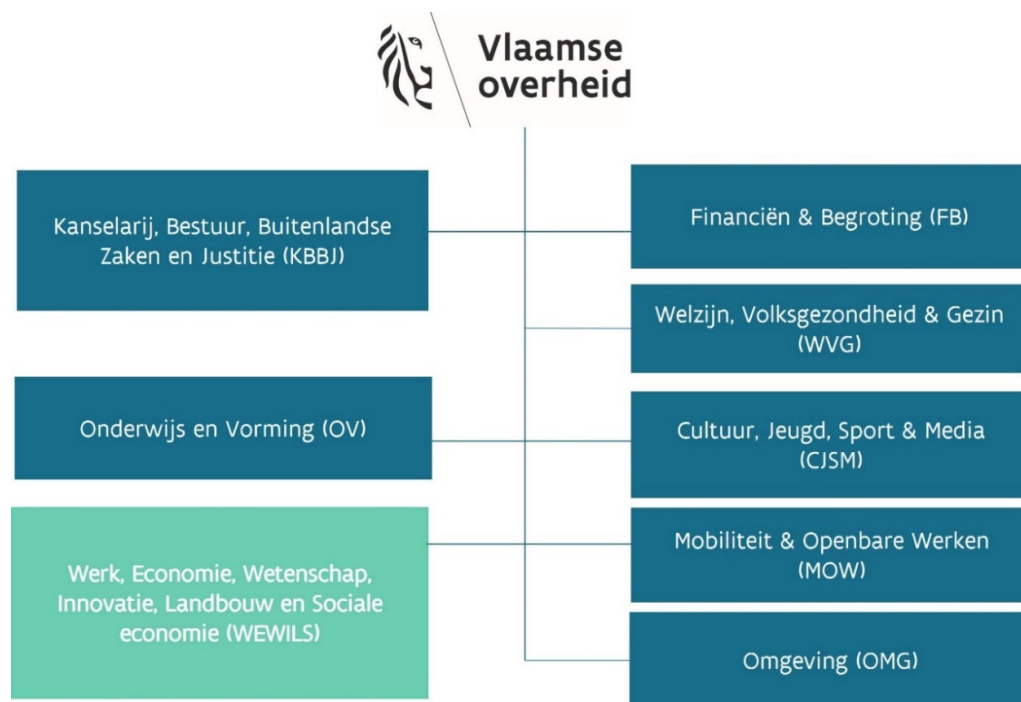 Vlaamse
overheid
Kanselarij, Bestuur, Buitenlandse
Zaken en Justitie (KBBJ)
Financiën & Begroting (FB)
Welzijn, Volksgezondheid & Gezin
(WVG)
Onderwijs en Vorming (OV)
Cultuur, Jeugd, Sport & Media
(CJSM)
Werk, Economie, Wetenschap,
Innovatie, Landbouw en Sociale
economie (WEWILS)
Mobiliteit & Openbare Werken
(MOW)
Omgeving (OMG)